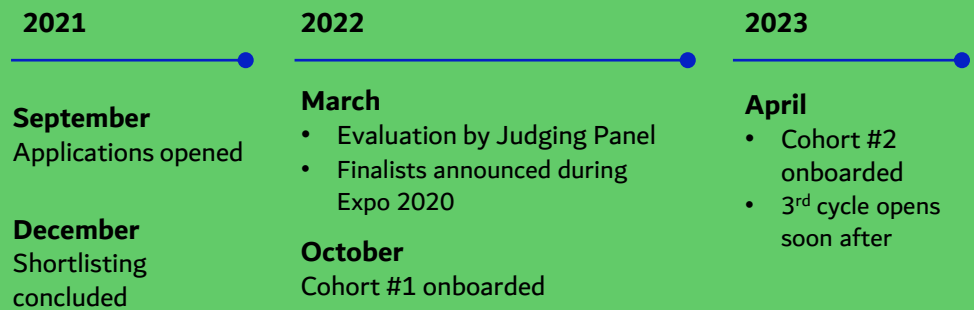 2021
September
Applications opened
December
Shortlisting
concluded
2022
March
• Evaluation by Judging Panel
• Finalists announced during
Expo 2020
October
Cohort #1 onboarded
2023
April
• Cohort #2
onboarded
• 3rd cycle opens
soon after